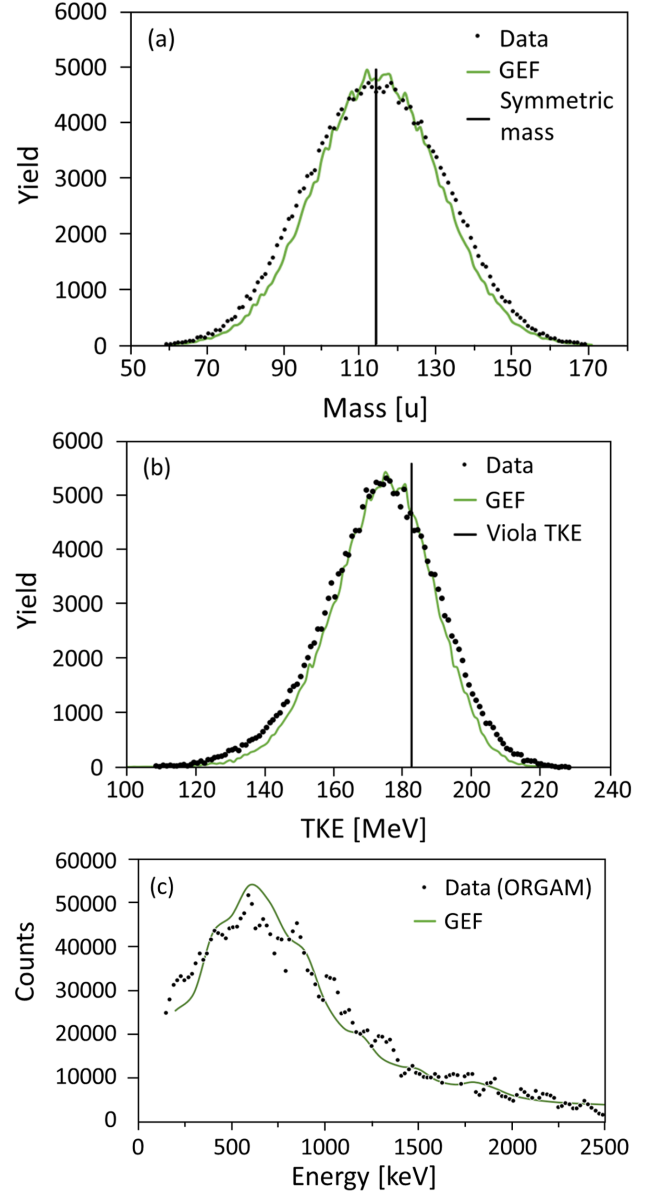 6000
(a)
Data
5000
GEF
Symmetric
4000
mass
Yield
3000
2000
1000
0
50 70 90 110 130 150 170
Mass [u]
6000
(b)
Data
5000
GEF
Viola TKE
4000
Yield
3000
2000
1000
0
100 120 140 160 180 200 220 240
TKE [MeV]
60000
(c)
Data (ORGAM)
50000
GEF
40000
Counts
30000
20000
10000
0
0 500 1000 1500 2000 2500
Energy [keV]